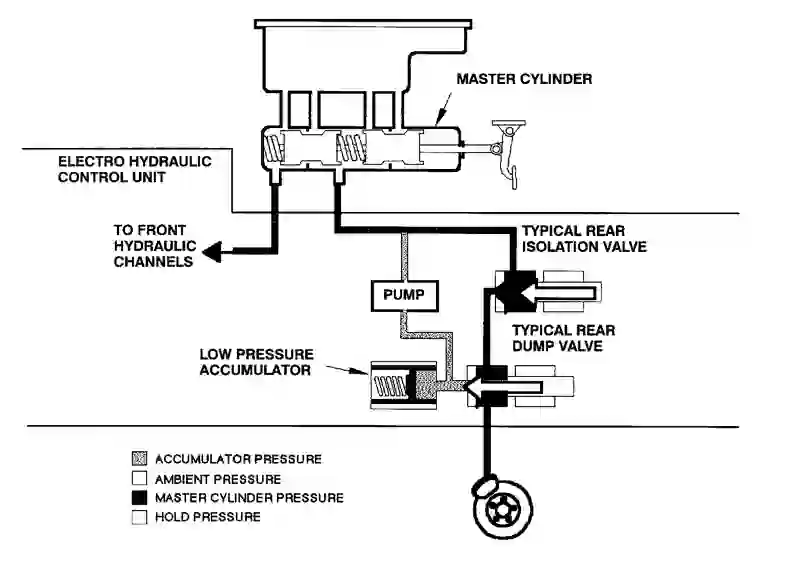 MASTER CYLINDER
ELECTRO HYDRAULIC
CONTROL UNIT
TO FRONT
HYDRAULIC
CHANNELS
TYPICAL REAR
ISOLATION VALVE
PUMP
TYPICAL REAR
DUMP VALVE
LOW PRESSURE
ACCUMULATOR
ACCUMULATOR PRESSURE
AMBIENT PRESSURE
MASTER CYLINDER PRESSURE
HOLD PRESSURE